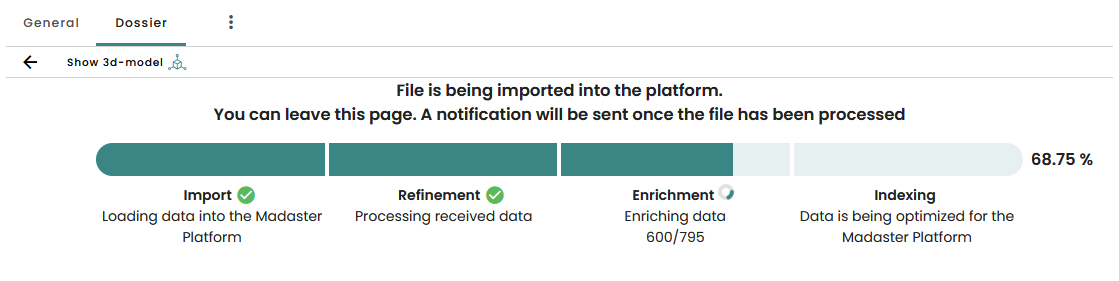 General Dossier
Show 3d-model
File is being imported into the platform.
You can leave this page. A notification will be sent once the file has been processed
68.75 %
Import Refinement Enrichment Indexing
Loading data into the Madaster Processing received data Enriching data Data is being optimized for the
Platform 600/795 Madaster Platform